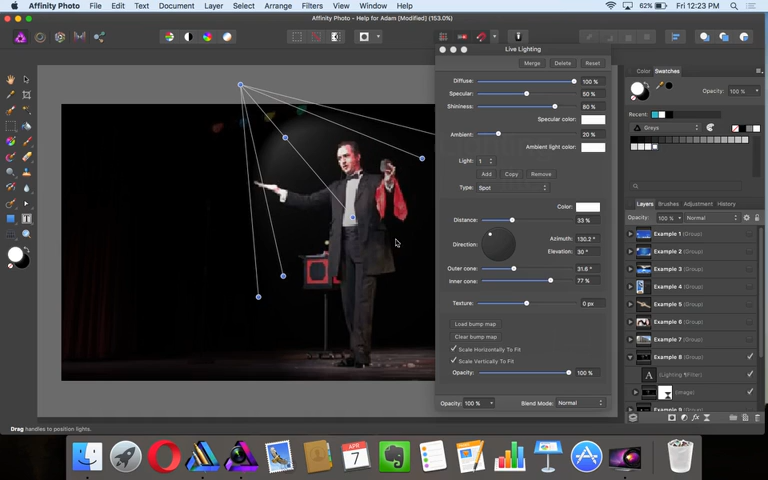 Affinity Photo File Edit Text Document Layer Select Arrange Filters View Window Help 62% Fri 12:23 PM
Affinity Photo - Help for Adam [Modified] (153.0%)
Live Lighting
Merge Delete Reset
Diffuse: 100 %
Specular: 50 %
Shininess: 80 %
Specular color:
Ambient: 20 %
Ambient light color:
Light: 1
Add Copy Remove
Type: Spot
Color:
Distance: 33 %
Direction: Azimuth: 130.2 °
Elevation: 30 °
Outer cone: 31.6 °
Inner cone: 77 %
Texture: 0 px
Load bump map
Clear bump map
Scale Horizontally To Fit
Scale Vertically To Fit
Opacity: 100 %
Opacity: 100 % Blend Mode: Normal
Color Swatches
Opacity: 100 %
Recent:
Greys
Layers Brushes Adjustment History
Opacity: 100 % Normal
Example 1 (Group)
Example 2 (Group)
Example 3 (Group)
Example 4 (Group)
Example 5 (Group)
Example 6 (Group)
Example 7 (Group)
Example 8 (Group)
A (Lighting ¶Filter)
(Image)
Example 9 (Group)
Drag handles to position lights.
APR
7